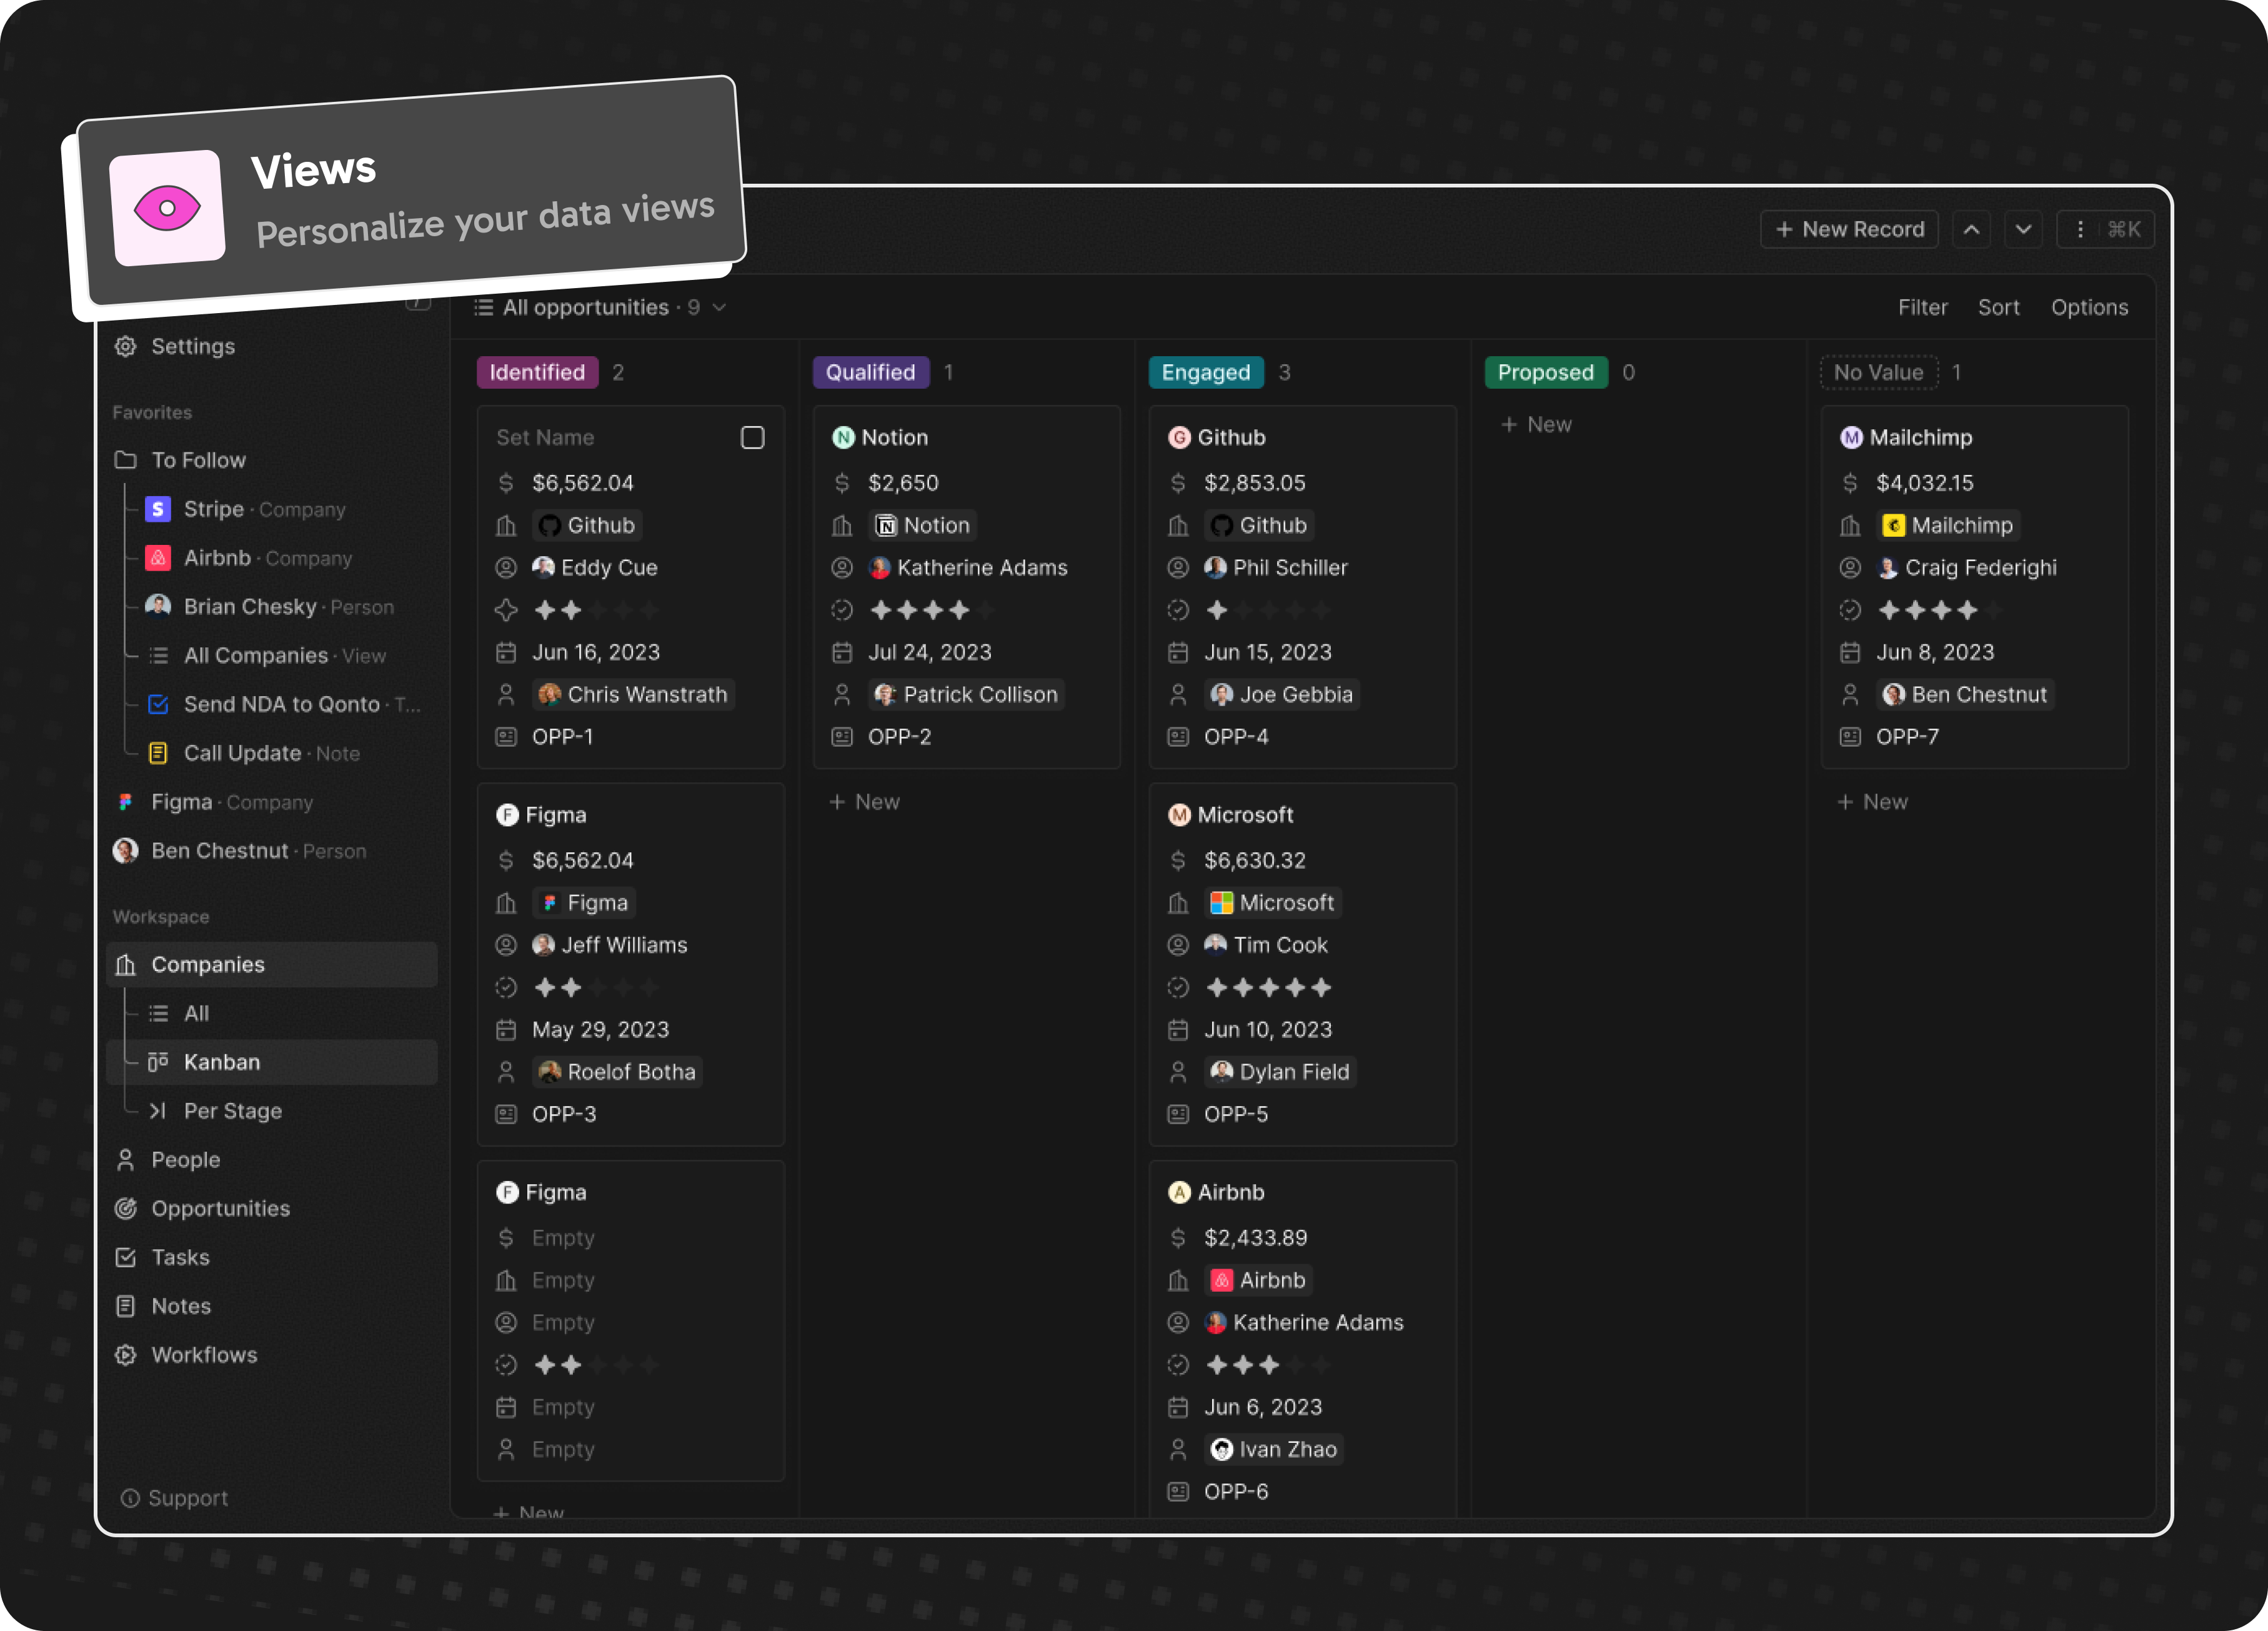 Views
Personalize your data views
+ New Record
⌘K
/
Settings
Favorites
To Follow
Stripe · Company
Airbnb · Company
Brian Chesky · Person
All Companies · View
Send NDA to Qonto · T...
Call Update · Note
Figma · Company
Ben Chestnut · Person
Workspace
Companies
All
Kanban
Per Stage
People
Opportunities
Tasks
Notes
Workflows
Support
All opportunities · 9
Filter Sort Options
Identified 2
Set Name
$6,562.04
Github
Eddy Cue
Jun 16, 2023
Chris Wanstrath
OPP-1
F Figma
$6,562.04
Figma
Jeff Williams
May 29, 2023
Roelof Botha
OPP-3
F Figma
Empty
Empty
Empty
Empty
Empty
+ New
Qualified 1
N Notion
$2,650
Notion
Katherine Adams
Jul 24, 2023
Patrick Collison
OPP-2
+ New
Engaged 3
G Github
$2,853.05
Github
Phil Schiller
Jun 15, 2023
Joe Gebbia
OPP-4
M Microsoft
$6,630.32
Microsoft
Tim Cook
Jun 10, 2023
Dylan Field
OPP-5
A Airbnb
$2,433.89
Airbnb
Katherine Adams
Jun 6, 2023
Ivan Zhao
OPP-6
Proposed 0
+ New
No Value 1
M Mailchimp
$4,032.15
Mailchimp
Craig Federighi
Jun 8, 2023
Ben Chestnut
OPP-7
+ New